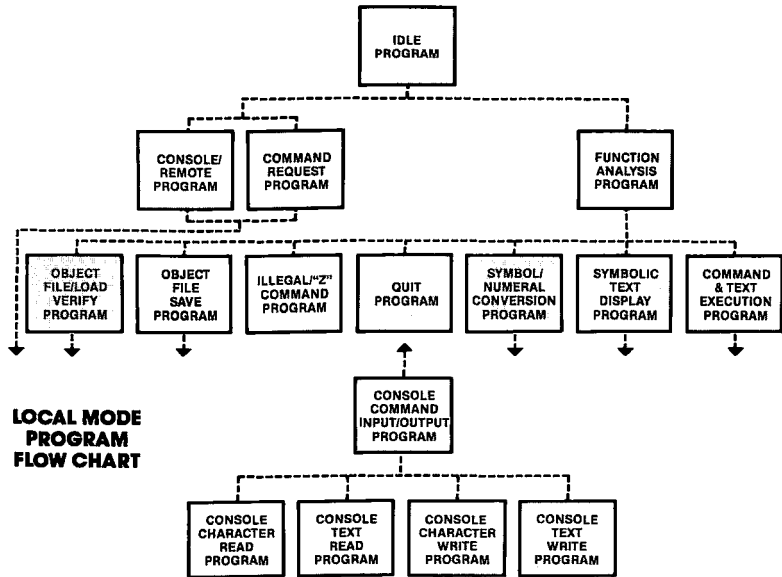 IDLE
PROGRAM
CONSOLE/
REMOTE
PROGRAM
COMMAND
REQUEST
PROGRAM
FUNCTION
ANALYSIS
PROGRAM
OBJECT
FILE/LOAD
VERIFY
PROGRAM
OBJECT
FILE
SAVE
PROGRAM
ILLEGAL/"Z"
COMMAND
PROGRAM
QUIT
PROGRAM
SYMBOL/
NUMERAL
CONVERSION
PROGRAM
SYMBOLIC
TEXT
DISPLAY
PROGRAM
COMMAND
& TEXT
EXECUTION
PROGRAM
LOCAL MODE
PROGRAM
FLOW CHART
CONSOLE
COMMAND
INPUT/OUTPUT
PROGRAM
CONSOLE
CHARACTER
READ
PROGRAM
CONSOLE
TEXT
READ
PROGRAM
CONSOLE
CHARACTER
WRITE
PROGRAM
CONSOLE
TEXT
WRITE
PROGRAM